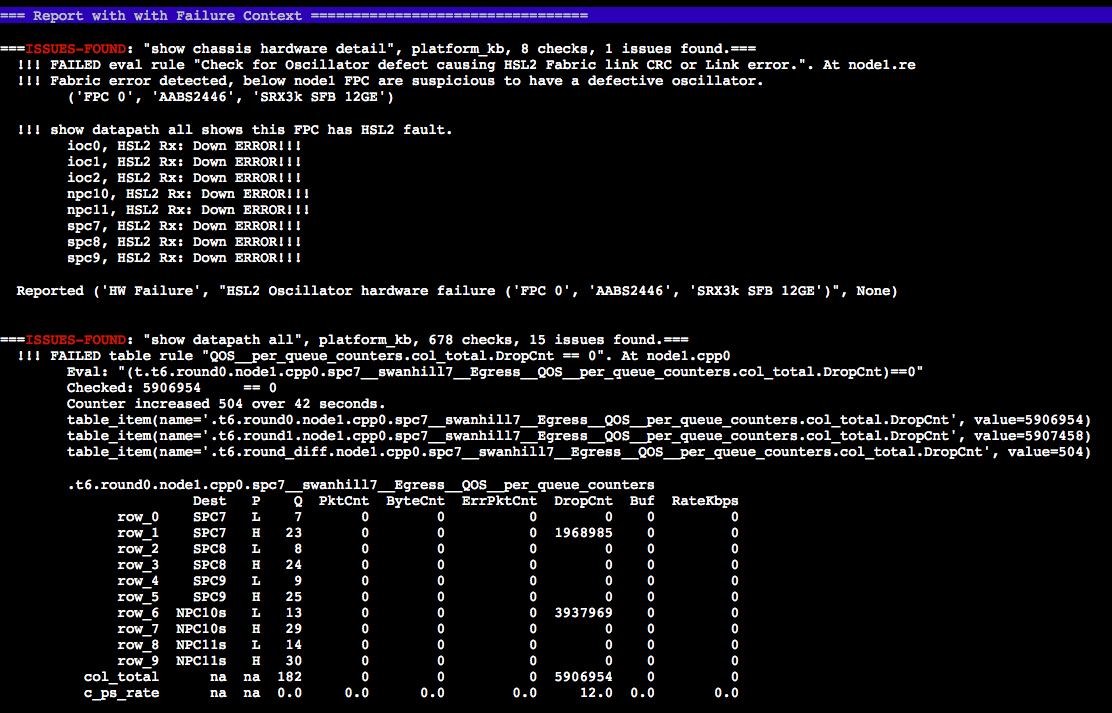 === Report with with Failure Context =================================
===ISSUES-FOUND: "show chassis hardware detail", platform_kb, 8 checks, 1 issues found.===
!!! FAILED eval rule "Check for Oscillator defect causing HSL2 Fabric link CRC or Link error.". At node1.re
!!! Fabric error detected, below node1 FPC are suspicious to have a defective oscillator.
('FPC 0', 'AABS2446', 'SRX3k SFB 12GE')
!!! show datapath all shows this FPC has HSL2 fault.
ioc0, HSL2 Rx: Down ERROR!!!
ioc1, HSL2 Rx: Down ERROR!!!
ioc2, HSL2 Rx: Down ERROR!!!
npc10, HSL2 Rx: Down ERROR!!!
npc11, HSL2 Rx: Down ERROR!!!
spc7, HSL2 Rx: Down ERROR!!!
spc8, HSL2 Rx: Down ERROR!!!
spc9, HSL2 Rx: Down ERROR!!!
Reported ('HW Failure', "HSL2 Oscillator hardware failure ('FPC 0', 'AABS2446', 'SRX3k SFB 12GE')", None)
===ISSUES-FOUND: "show datapath all", platform_kb, 678 checks, 15 issues found.===
!!! FAILED table rule "QOS__per_queue_counters.col_total.DropCnt == 0". At node1.cpp0
Eval: "(t.t6.round0.node1.cpp0.spc7__swanhill7__Egress__QOS__per_queue_counters.col_total.DropCnt)==0"
Checked: 5906954     == 0
Counter increased 504 over 42 seconds.
table_item(name='.t6.round0.node1.cpp0.spc7__swanhill7__Egress__QOS__per_queue_counters.col_total.DropCnt', value=5906954)
table_item(name='.t6.round1.node1.cpp0.spc7__swanhill7__Egress__QOS__per_queue_counters.col_total.DropCnt', value=5907458)
table_item(name='.t6.round_diff.node1.cpp0.spc7__swanhill7__Egress__QOS__per_queue_counters.col_total.DropCnt', value=504)
.t6.round0.node1.cpp0.spc7__swanhill7__Egress__QOS__per_queue_counters
Dest P Q PktCnt ByteCnt ErrPktCnt DropCnt Buf RateKbps
row_0 SPC7 L 7 0 0 0 0 0 0
row_1 SPC7 H 23 0 0 0 1968985 0 0
row_2 SPC8 L 8 0 0 0 0 0 0
row_3 SPC8 H 24 0 0 0 0 0 0
row_4 SPC9 L 9 0 0 0 0 0 0
row_5 SPC9 H 25 0 0 0 0 0 0
row_6 NPC10s L 13 0 0 0 3937969 0 0
row_7 NPC10s H 29 0 0 0 0 0 0
row_8 NPC11s L 14 0 0 0 0 0 0
row_9 NPC11s H 30 0 0 0 0 0 0
col_total na na 182 0 0 0 5906954 0 0
c_ps_rate na na 0.0 0.0 0.0 0.0 12.0 0.0 0.0